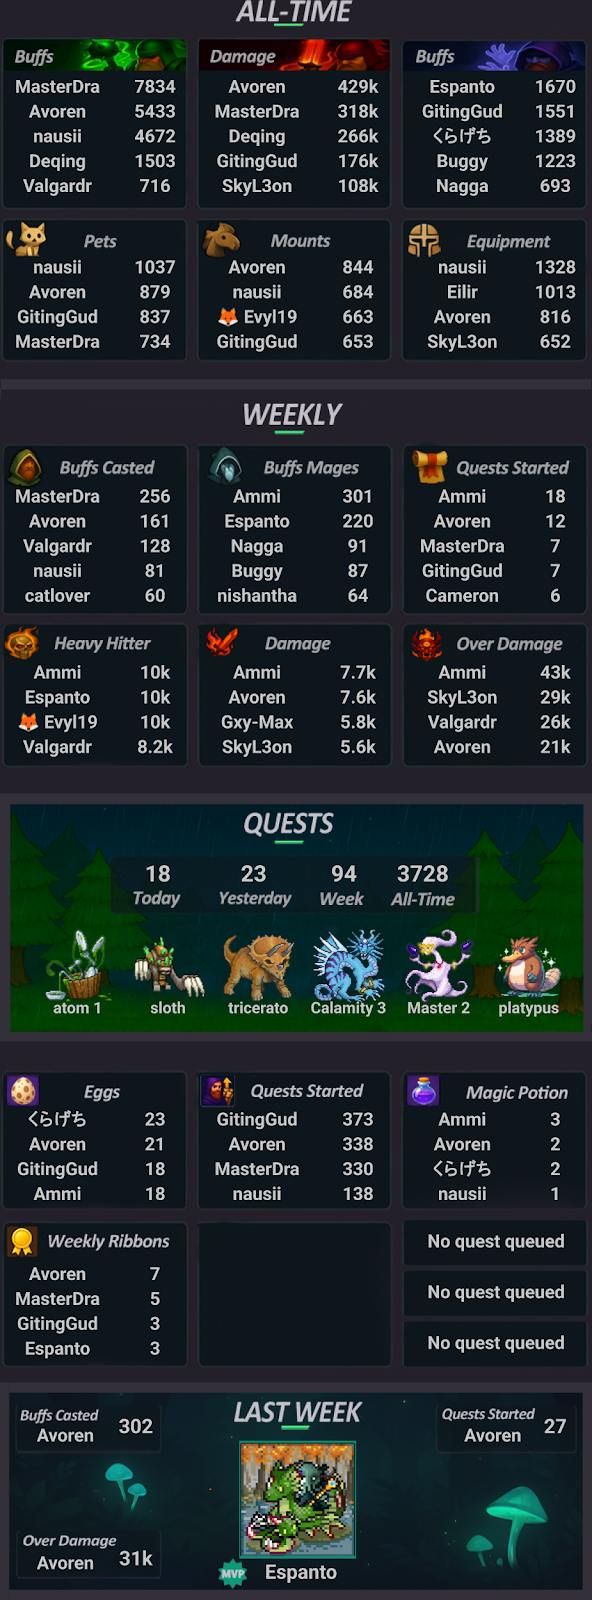 ALL-TIME
Buffs
MasterDra 7834
Avoren 5433
nausii 4672
Deqing 1503
Valgardr 716
Damage
Avoren 429k
MasterDra 318k
Deqing 266k
GitingGud 176k
SkyL3on 108k
Buffs
Espanto 1670
GitingGud 1551
くらげち 1389
Buggy 1223
Nagga 693
Pets
nausii 1037
Avoren 879
GitingGud 837
MasterDra 734
Mounts
Avoren 844
nausii 684
🦊 Evyl19 663
GitingGud 653
Equipment
nausii 1328
Eilir 1013
Avoren 816
SkyL3on 652
WEEKLY
Buffs Casted
MasterDra 256
Avoren 161
Valgardr 128
nausii 81
catlover 60
Buffs Mages
Ammi 301
Espanto 220
Nagga 91
Buggy 87
nishantha 64
Quests Started
Ammi 18
Avoren 12
MasterDra 7
GitingGud 7
Cameron 6
Heavy Hitter
Ammi 10k
Espanto 10k
🦊 Evyl19 10k
Valgardr 8.2k
Damage
Ammi 7.7k
Avoren 7.6k
Gxy-Max 5.8k
SkyL3on 5.6k
Over Damage
Ammi 43k
SkyL3on 29k
Valgardr 26k
Avoren 21k
QUESTS
18 23 94 3728
Today Yesterday Week All-Time
atom 1 sloth tricerato Calamity 3 Master 2 platypus
Eggs
くらげち 23
Avoren 21
GitingGud 18
Ammi 18
Quests Started
GitingGud 373
Avoren 338
MasterDra 330
nausii 138
Magic Potion
Ammi 3
Avoren 2
くらげち 2
nausii 1
Weekly Ribbons
Avoren 7
MasterDra 5
GitingGud 3
Espanto 3
No quest queued
No quest queued
No quest queued
LAST WEEK
Buffs Casted
Avoren 302
Quests Started
Avoren 27
Over Damage
Avoren 31k
MVP Espanto